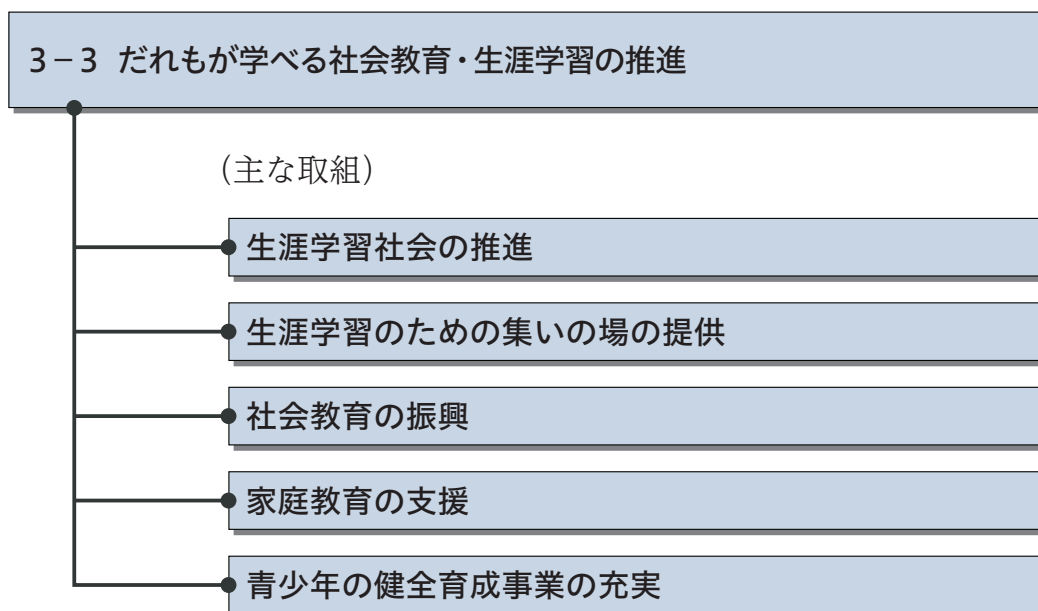 3－3 だれもが学べる社会教育・生涯学習の推進
（主な取組）
生涯学習社会の推進
生涯学習のための集いの場の提供
社会教育の振興
家庭教育の支援
青少年の健全育成事業の充実